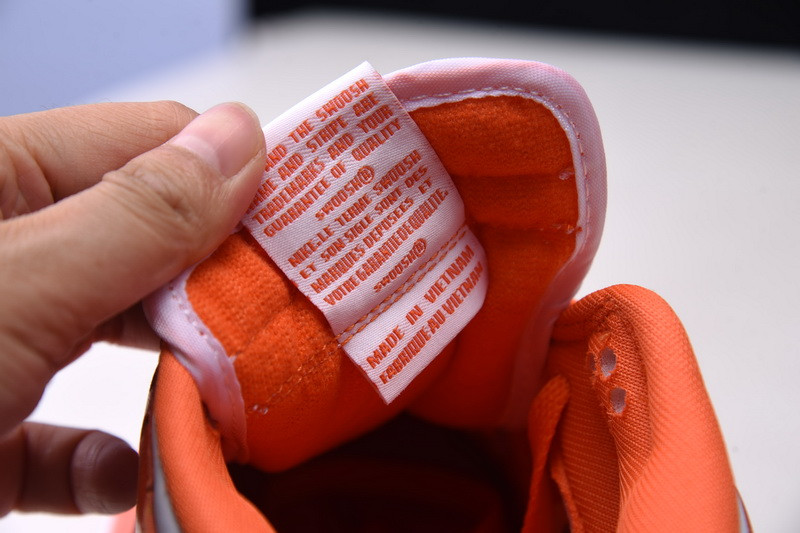 AND THE SWOOSH
AND STRIPE ARE
TRADEMARKS AND YOUR
GUARANTEE OF QUALITY
SWOOSH®
NIKE-LE TERME SWOOSH
ET SON SIGLE SONT DES
MARQUES DEPOSEES ET
VOTRE GARANTIE DE QUALITE
SWOOSH®
MADE IN VIETNAM
FABRIQUE AU VIETNAM